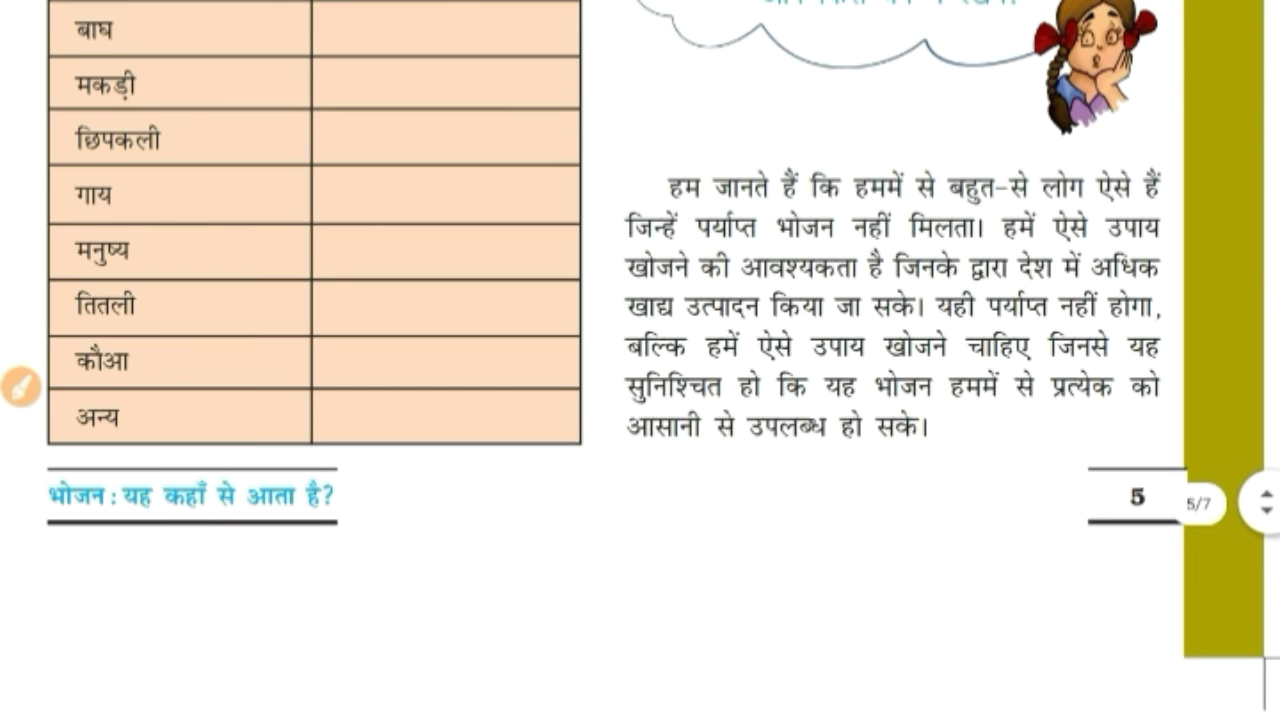 बाघ
मकड़ी
छिपकली
गाय
मनुष्य
तितली
कौआ
अन्य
हम जानते हैं कि हममें से बहुत-से लोग ऐसे हैं
जिन्हें पर्याप्त भोजन नहीं मिलता। हमें ऐसे उपाय
खोजने की आवश्यकता है जिनके द्वारा देश में अधिक
खाद्य उत्पादन किया जा सके। यही पर्याप्त नहीं होगा,
बल्कि हमें ऐसे उपाय खोजने चाहिए जिनसे यह
सुनिश्चित हो कि यह भोजन हममें से प्रत्येक को
आसानी से उपलब्ध हो सके।
भोजन : यह कहाँ से आता है?
5
5/7